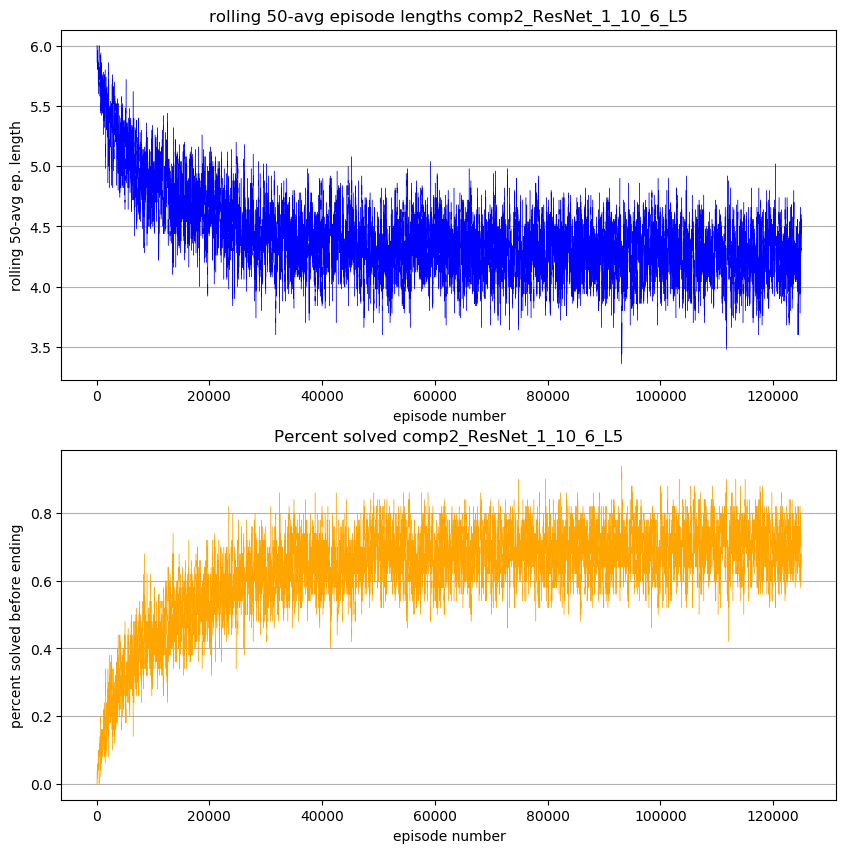 rolling 50-avg episode lengths comp2_ResNet_1_10_6_L5
rolling 50-avg ep. length
6.0
5.5
5.0
4.5
4.0
3.5
0 20000 40000 60000 80000 100000 120000
episode number
Percent solved comp2_ResNet_1_10_6_L5
percent solved before ending
0.8
0.6
0.4
0.2
0.0
0 20000 40000 60000 80000 100000 120000
episode number